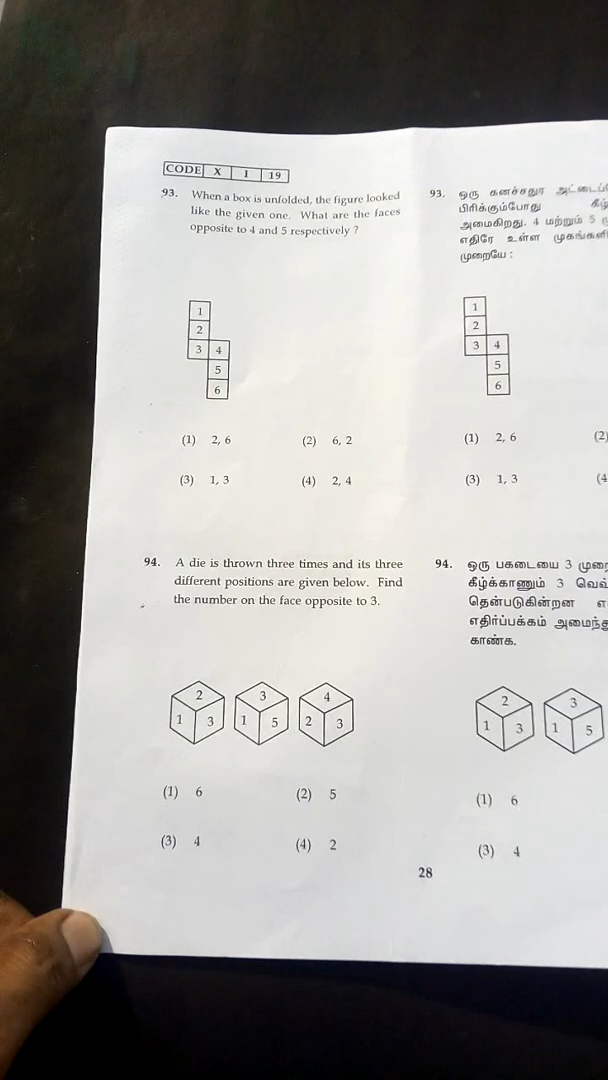 CODE X I 19
93. When a box is unfolded, the figure looked
like the given one. What are the faces
opposite to 4 and 5 respectively ?
1
2
3 4
5
6
(1) 2, 6 (2) 6, 2
(3) 1, 3 (4) 2, 4
94. A die is thrown three times and its three
different positions are given below. Find
the number on the face opposite to 3.
2 3 4
1 3 1 5 2 3
(1) 6 (2) 5
(3) 4 (4) 2
93. ஒரு கனச்சதுர
பிரிக்கும்போது
அமைகிறது. 4 மற்றும் 5
எதிரே உள்ள
முறையே :
1
2
3 4
5
6
(1) 2, 6 (2)
(3) 1, 3 (4
94. ஒரு பகடையை 3
கீழ்க்காணும் 3
தென்படுகின்றன
எதிர்ப்பக்கம்
காண்க.
2 3
1 3 1 5
(1) 6
(3) 4
28